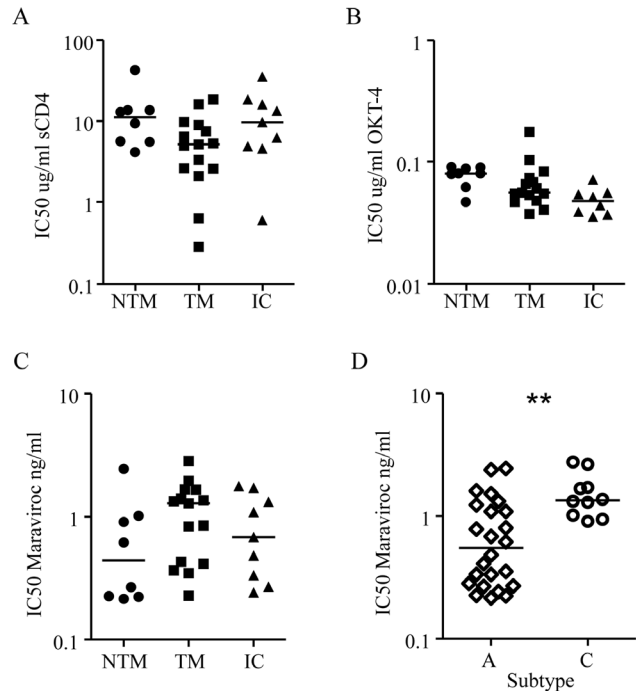 A
B
IC50 ug/ml sCD4
100
10
1
0.1
NTM TM IC
IC50 ug/ml OKT-4
1
0.1
0.01
NTM TM IC
C
D
IC50 Maraviroc ng/ml
10
1
0.1
NTM TM IC
IC50 Maraviroc ng/ml
10
1
0.1
**
A C
Subtype